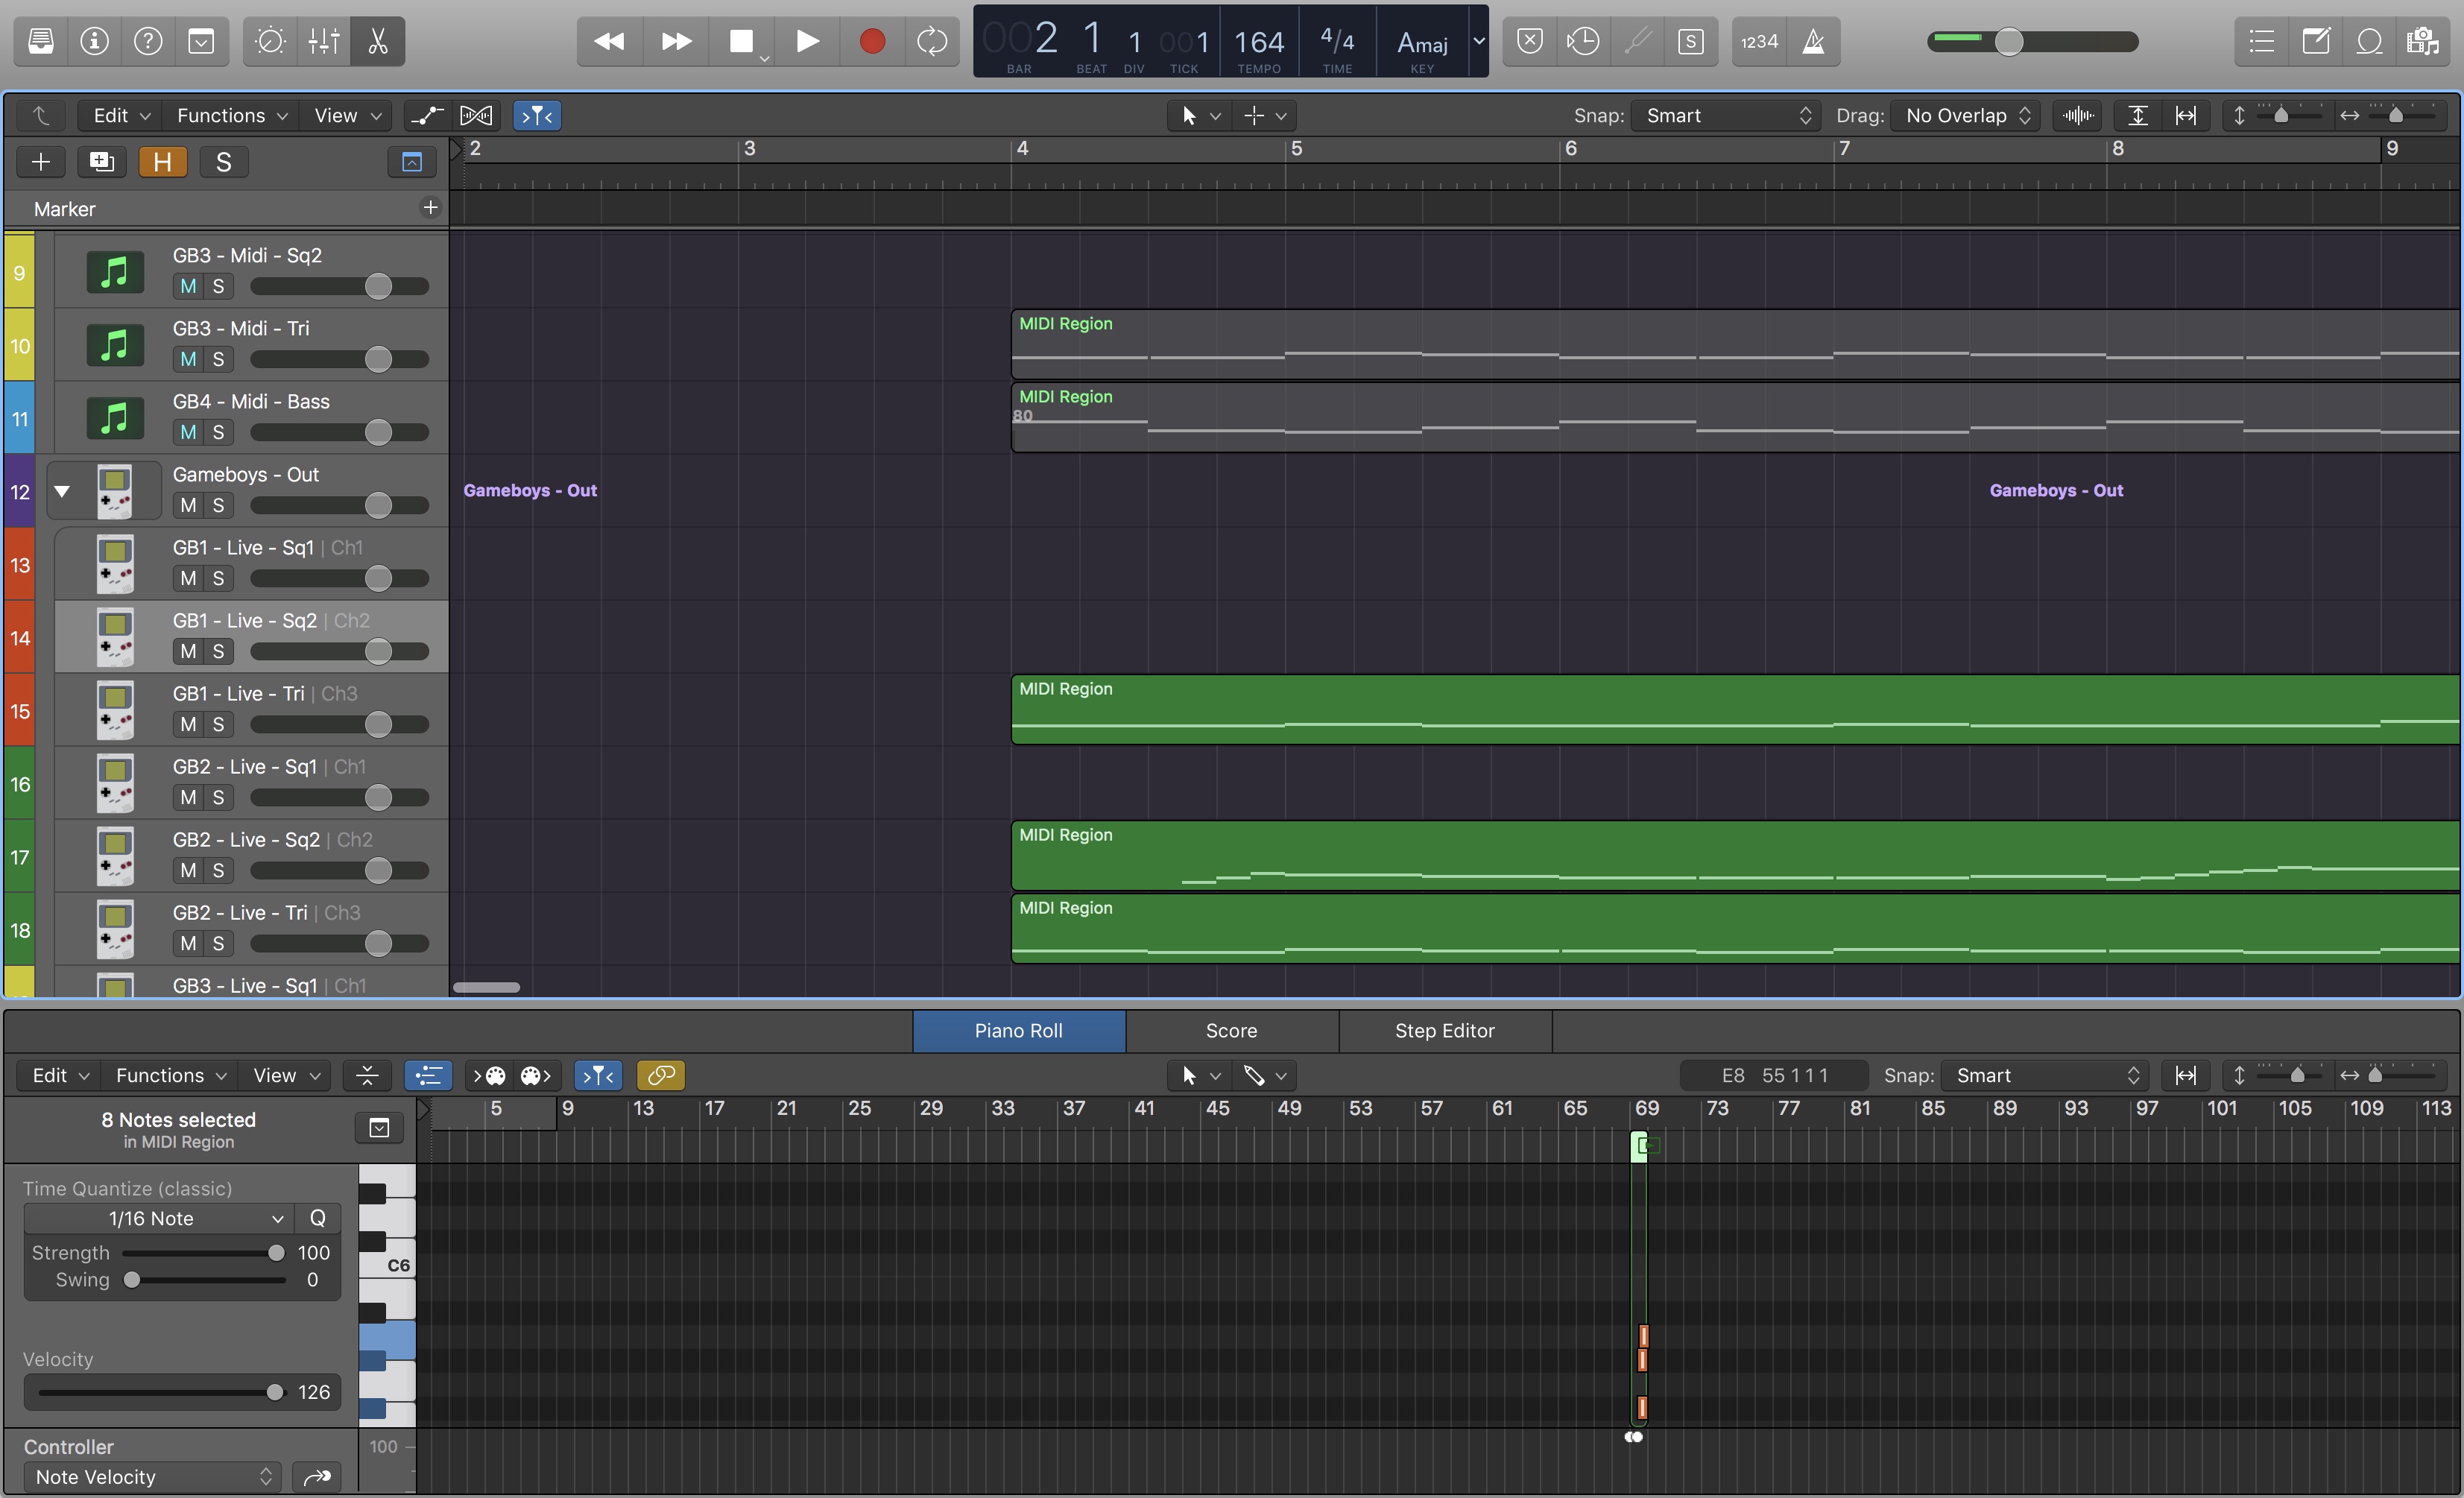 002 1 1 001 164 4/4 Amaj
BAR BEAT DIV TICK TEMPO TIME KEY
S
1234
Edit Functions View
Snap: Smart Drag: No Overlap
H S
2 3 4 5 6 7 8 9
Marker
9 GB3 - Midi - Sq2
M S
10 GB3 - Midi - Tri
M S
MIDI Region
11 GB4 - Midi - Bass
M S
MIDI Region
80
12 Gameboys - Out
M S
Gameboys - Out Gameboys - Out
13 GB1 - Live - Sq1 | Ch1
M S
14 GB1 - Live - Sq2 | Ch2
M S
15 GB1 - Live - Tri | Ch3
M S
MIDI Region
16 GB2 - Live - Sq1 | Ch1
M S
17 GB2 - Live - Sq2 | Ch2
M S
MIDI Region
18 GB2 - Live - Tri | Ch3
M S
MIDI Region
GB3 - Live - Sq1 | Ch1
Piano Roll Score Step Editor
Edit Functions View
E8 55 1 1 1 Snap: Smart
8 Notes selected
in MIDI Region
5 9 13 17 21 25 29 33 37 41 45 49 53 57 61 65 69 73 77 81 85 89 93 97 101 105 109 113
Time Quantize (classic)
1/16 Note Q
Strength 100
Swing 0
C6
Velocity
126
Controller
100
Note Velocity